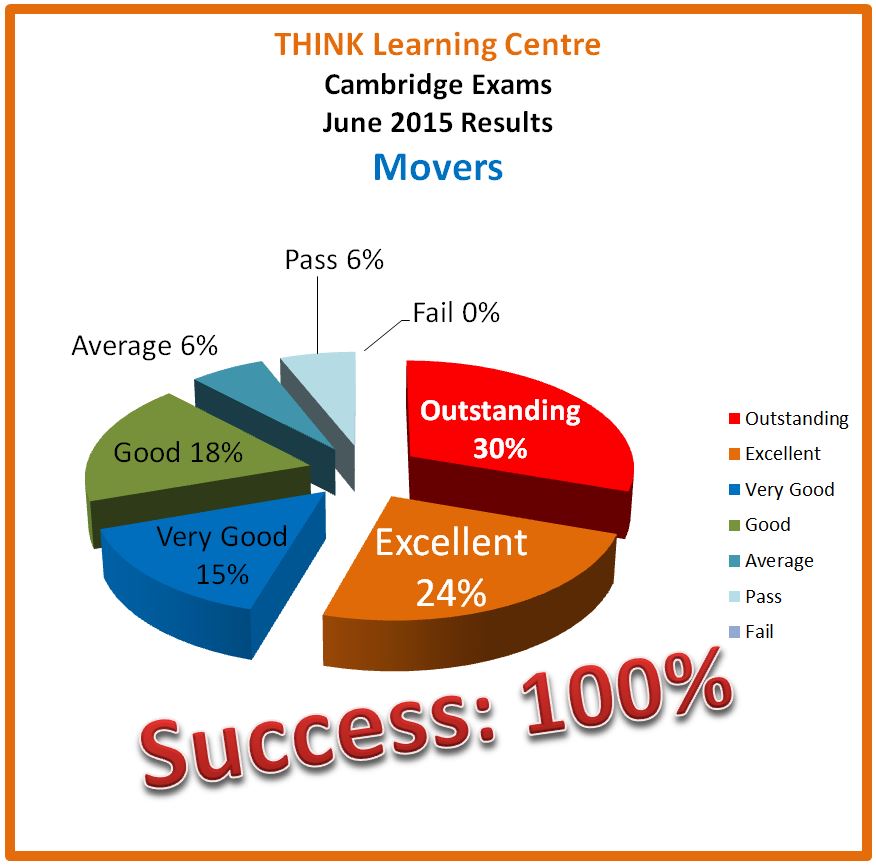 THINK Learning Centre
Cambridge Exams
June 2015 Results
Movers
Pass 6%
Fail 0%
Average 6%
Outstanding
30%
Good 18%
Very Good
15%
Excellent
24%
Outstanding
Excellent
Very Good
Good
Average
Pass
Fail
Success: 100%